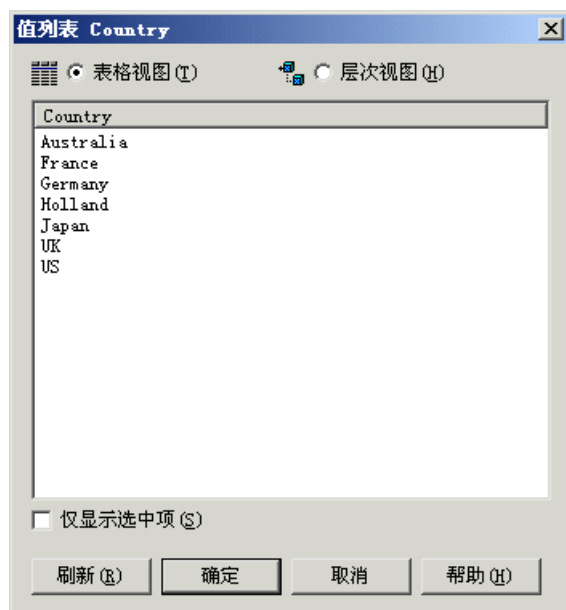 值列表 Country
表格视图(T) 层次视图(H)
Country
Australia
France
Germany
Holland
Japan
UK
US
仅显示选中项(S)
刷新(R) 确定 取消 帮助(H)